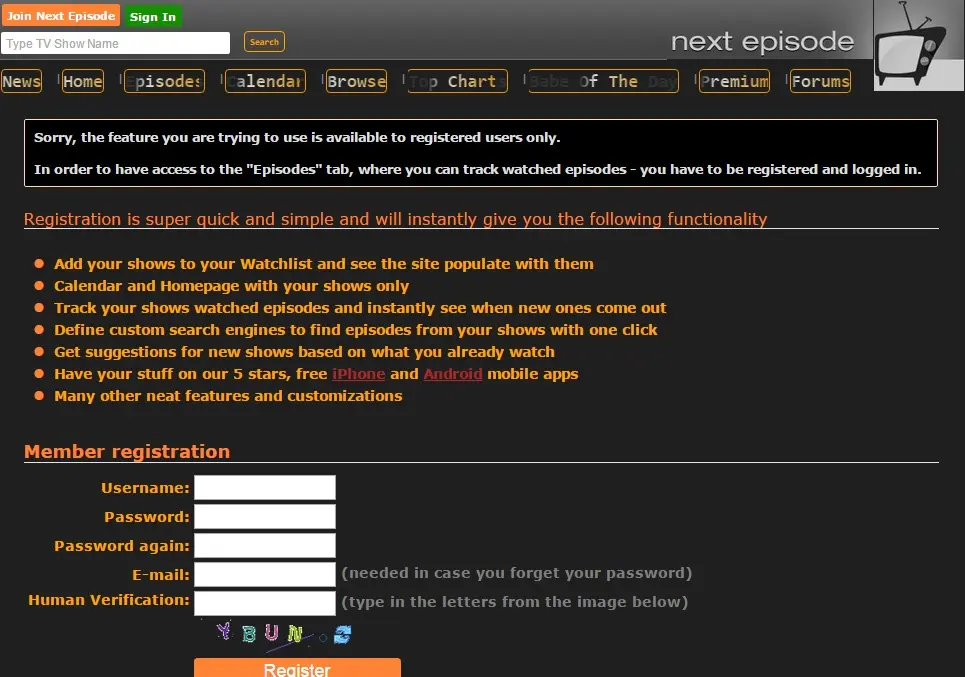 Join Next Episode Sign In
Type TV Show Name Search
next episode
News Home Episodes Calendar Browse Top Charts Babe Of The Day Premium Forums
Sorry, the feature you are trying to use is available to registered users only.
In order to have access to the "Episodes" tab, where you can track watched episodes - you have to be registered and logged in.
Registration is super quick and simple and will instantly give you the following functionality
Add your shows to your Watchlist and see the site populate with them
Calendar and Homepage with your shows only
Track your shows watched episodes and instantly see when new ones come out
Define custom search engines to find episodes from your shows with one click
Get suggestions for new shows based on what you already watch
Have your stuff on our 5 stars, free iPhone and Android mobile apps
Many other neat features and customizations
Member registration
Username:
Password:
Password again:
E-mail: (needed in case you forget your password)
Human Verification: (type in the letters from the image below)
Register